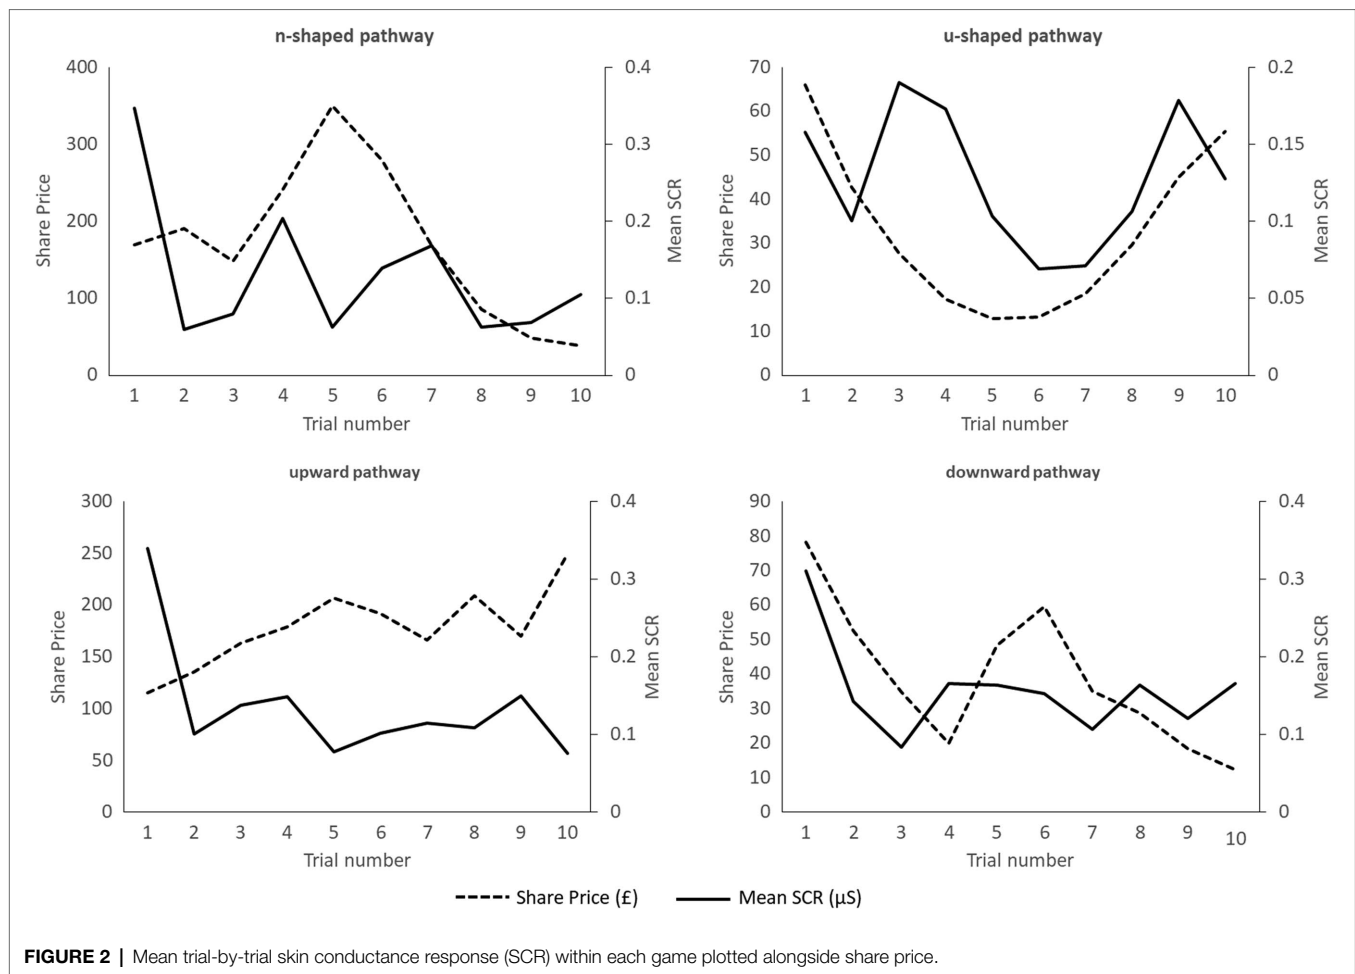 n-shaped pathway
400
300
200
100
0
Share Price
0.4
0.3
0.2
0.1
0
Mean SCR
1 2 3 4 5 6 7 8 9 10
Trial number
u-shaped pathway
70
60
50
40
30
20
10
0
Share Price
0.2
0.15
0.1
0.05
0
Mean SCR
1 2 3 4 5 6 7 8 9 10
Trial number
upward pathway
300
250
200
150
100
50
0
Share Price
0.4
0.3
0.2
0.1
0
Mean SCR
1 2 3 4 5 6 7 8 9 10
Trial number
downward pathway
90
80
70
60
50
40
30
20
10
0
Share Price
0.4
0.3
0.2
0.1
0
Mean SCR
1 2 3 4 5 6 7 8 9 10
Trial number
Share Price (£) Mean SCR (µS)
FIGURE 2 | Mean trial-by-trial skin conductance response (SCR) within each game plotted alongside share price.